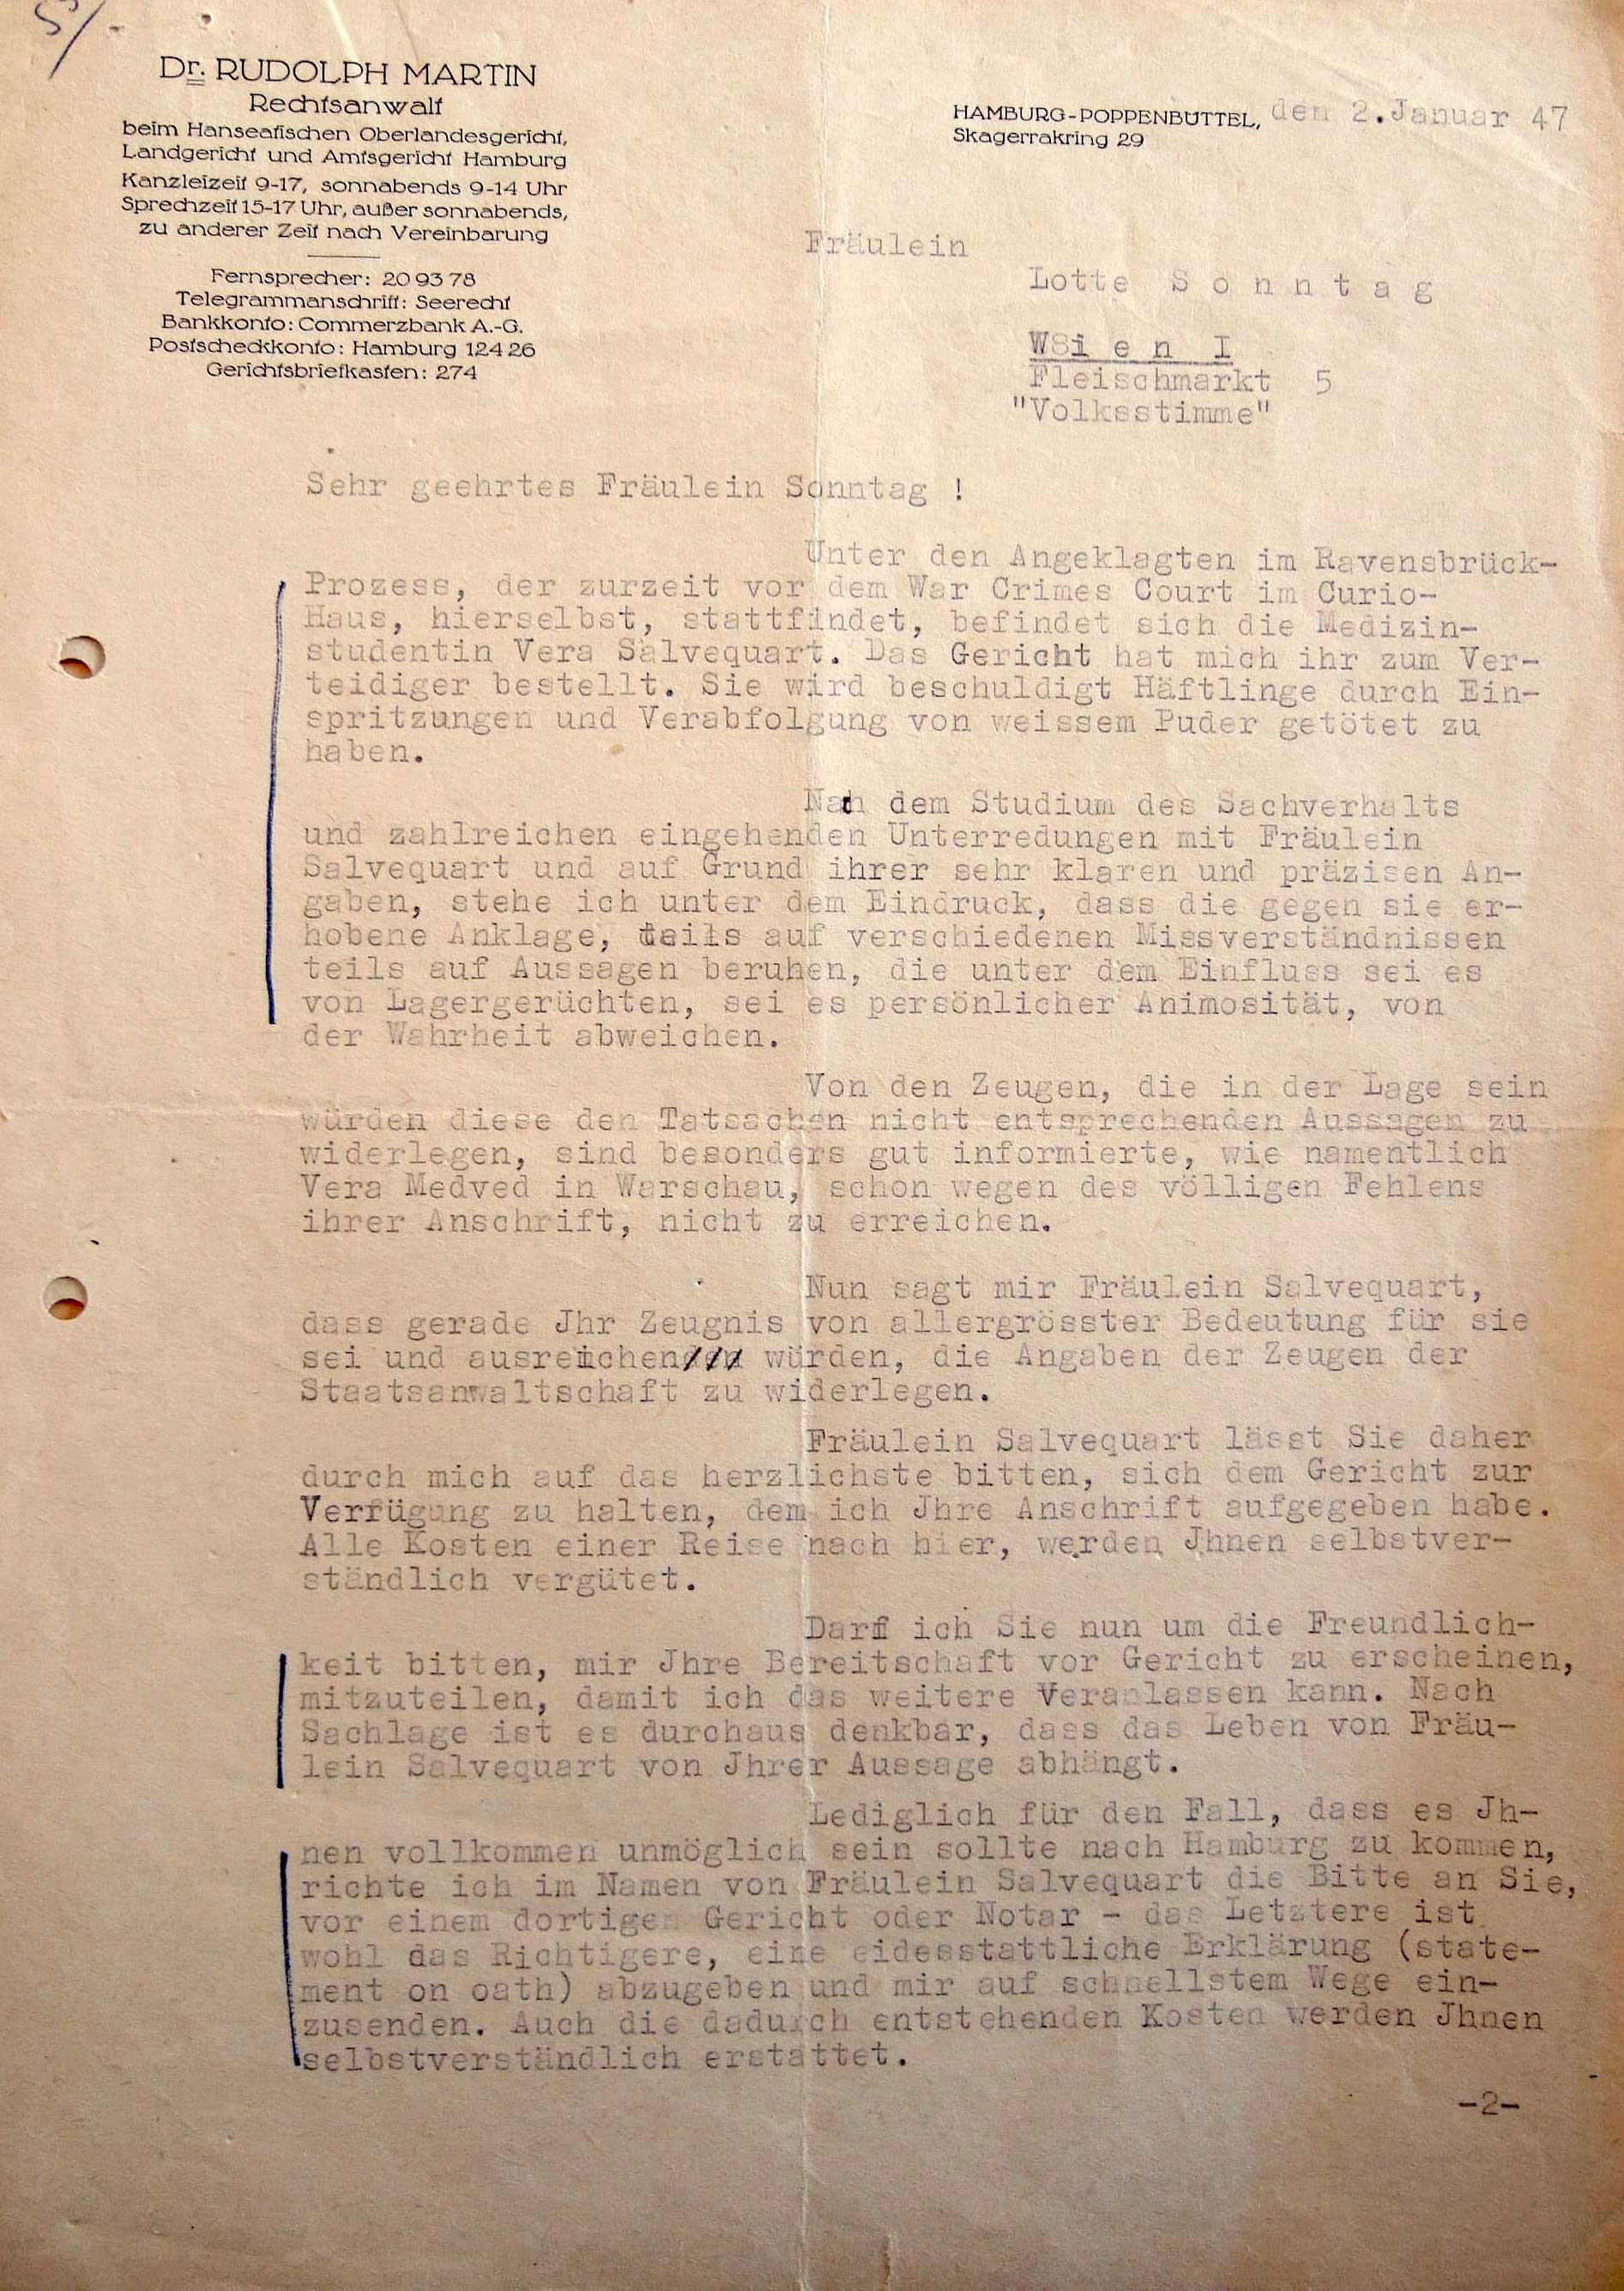 Dr. RUDOLPH MARTIN
Rechtsanwalt
beim Hanseatischen Oberlandesgericht,
Landgericht und Amtsgericht Hamburg
Kanzleizeit 9-17, sonnabends 9-14 Uhr
Sprechzeit 15-17 Uhr, außer sonnabends,
zu anderer Zeit nach Vereinbarung
Fernsprecher: 20 93 78
Telegrammanschrift: Seerecht
Bankkonto: Commerzbank A.-G.
Postscheckkonto: Hamburg 124 26
Gerichtsbriefkasten: 274
HAMBURG-POPPENBÜTTEL, den 2.Januar 47
Skagerrakring 29
Fräulein
Lotte S o n n t a g
W i e n I
Fleischmarkt 5
"Volksstimme"
Sehr geehrtes Fräulein Sonntag !
Unter den Angeklagten im Ravensbrück-
Prozess, der zurzeit vor dem War Crimes Court im Curio-
Haus, hierselbst, stattfindet, befindet sich die Medizin-
studentin Vera Salvequart. Das Gericht hat mich ihr zum Ver-
teidiger bestellt. Sie wird beschuldigt Häftlinge durch Ein-
spritzungen und Verabfolgung von weissem Puder getötet zu
haben.
Nach dem Studium des Sachverhalts
und zahlreichen eingehenden Unterredungen mit Fräulein
Salvequart und auf Grund ihrer sehr klaren und präzisen An-
gaben, stehe ich unter dem Eindruck, dass die gegen sie er-
hobene Anklage, teils auf verschiedenen Missverständnissen
teils auf Aussagen beruhen, die unter dem Einfluss sei es
von Lagergerüchten, sei es persönlicher Animosität, von
der Wahrheit abweichen.
Von den Zeugen, die in der Lage sein
würden diese den Tatsachen nicht entsprechenden Aussagen zu
widerlegen, sind besonders gut informierte, wie namentlich
Vera Medved in Warschau, schon wegen des völligen Fehlens
ihrer Anschrift, nicht zu erreichen.
Nun sagt mir Fräulein Salvequart,
dass gerade Jhr Zeugnis von allergrösster Bedeutung für sie
sei und ausreichen würden, die Angaben der Zeugen der
Staatsanwaltschaft zu widerlegen.
Fräulein Salvequart lässt Sie daher
durch mich auf das herzlichste bitten, sich dem Gericht zur
Verfügung zu halten, dem ich Jhre Anschrift aufgegeben habe.
Alle Kosten einer Reise nach hier, werden Jhnen selbstver-
ständlich vergütet.
Darf ich Sie nun um die Freundlich-
keit bitten, mir Jhre Bereitschaft vor Gericht zu erscheinen,
mitzuteilen, damit ich das weitere Veranlassen kann. Nach
Sachlage ist es durchaus denkbar, dass das Leben von Fräu-
lein Salvequart von Jhrer Aussage abhängt.
Lediglich für den Fall, dass es Jh-
nen vollkommen unmöglich sein sollte nach Hamburg zu kommen,
richte ich im Namen von Fräulein Salvequart die Bitte an Sie,
vor einem dortigen Gericht oder Notar - das Letztere ist
wohl das Richtigere, eine eidesstattliche Erklärung (state-
ment on oath) abzugeben und mir auf schnellstem Wege ein-
zusenden. Auch die dadurch entstehenden Kosten werden Jhnen
selbstverständlich erstattet.
-2-